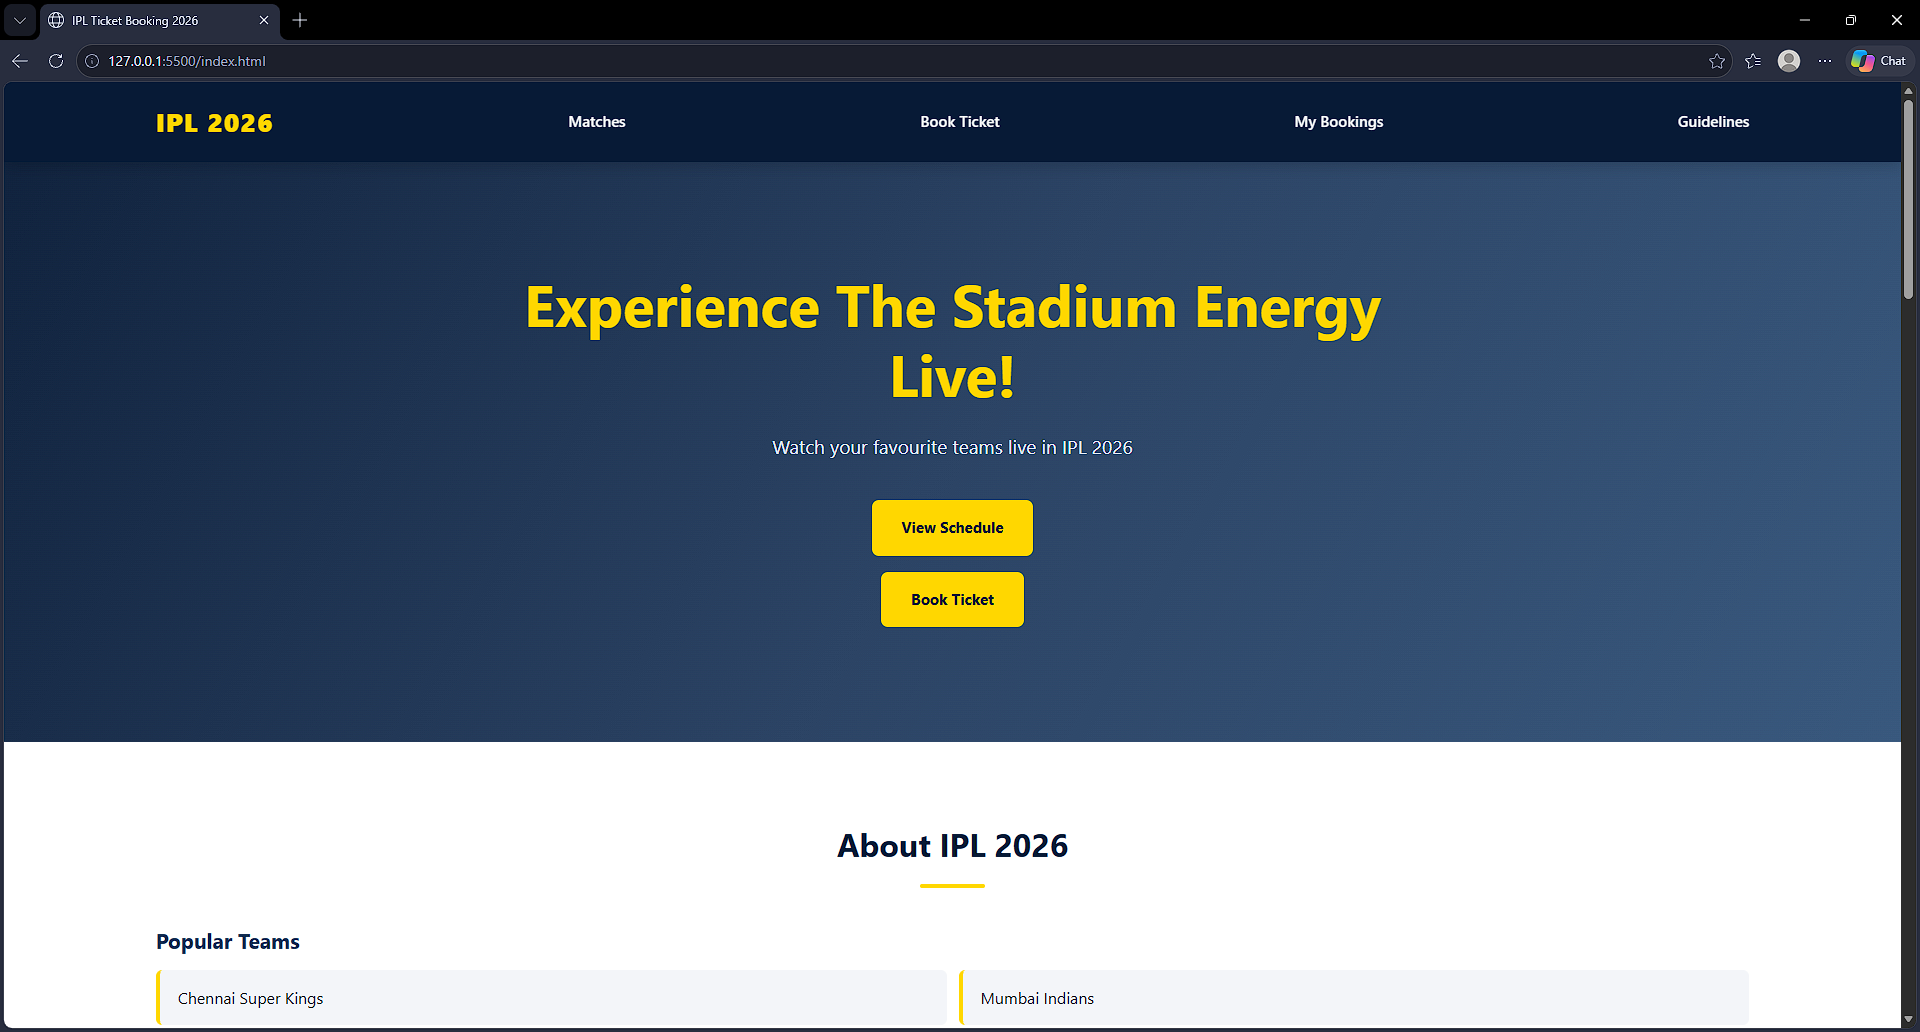 IPL Ticket Booking 2026
127.0.0.1:5500/index.html
Chat
IPL 2026
Matches
Book Ticket
My Bookings
Guidelines
Experience The Stadium Energy
Live!
Watch your favourite teams live in IPL 2026
View Schedule
Book Ticket
About IPL 2026
Popular Teams
Chennai Super Kings
Mumbai Indians